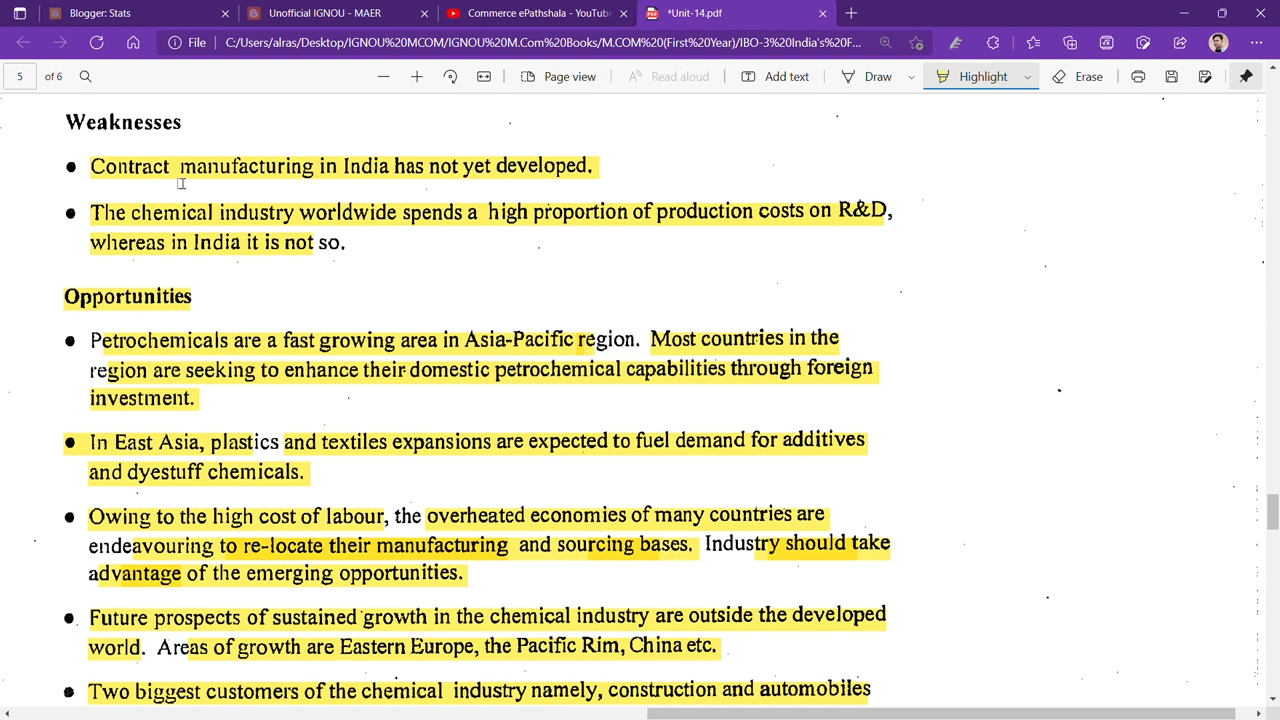 Blogger: Stats
Unofficial IGNOU - MAER
Commerce ePathshala - YouTube
*Unit-14.pdf
File
C:/Users/alras/Desktop/IGNOU%20MCOM/IGNOU%20M.Com%20Books/M.COM%20(First%20Year)/IBO-3%20India's%20F...
5 of 6
Page view
Read aloud
Add text
Draw
Highlight
Erase
Weaknesses
● Contract manufacturing in India has not yet developed.
● The chemical industry worldwide spends a high proportion of production costs on R&D,
whereas in India it is not so.
Opportunities
● Petrochemicals are a fast growing area in Asia-Pacific region. Most countries in the
region are seeking to enhance their domestic petrochemical capabilities through foreign
investment.
● In East Asia, plastics and textiles expansions are expected to fuel demand for additives
and dyestuff chemicals.
● Owing to the high cost of labour, the overheated economies of many countries are
endeavouring to re-locate their manufacturing and sourcing bases. Industry should take
advantage of the emerging opportunities.
● Future prospects of sustained growth in the chemical industry are outside the developed
world. Areas of growth are Eastern Europe, the Pacific Rim, China etc.
● Two biggest customers of the chemical industry namely, construction and automobiles